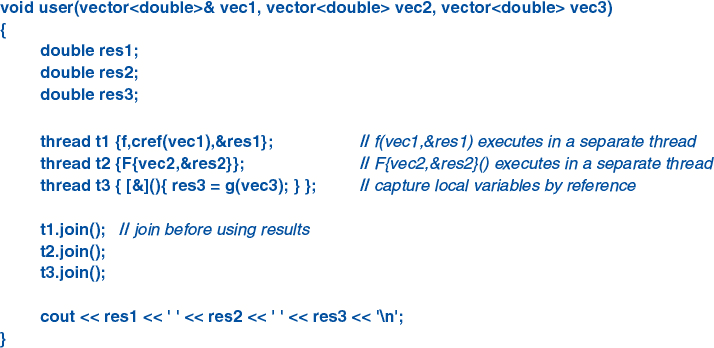 void user(vector<double>& vec1, vector<double> vec2, vector<double> vec3)
{
double res1;
double res2;
double res3;
thread t1 {f,cref(vec1),&res1}; // f(vec1,&res1) executes in a separate thread
thread t2 {F{vec2,&res2}}; // F{vec2,&res2}() executes in a separate thread
thread t3 { [&](){ res3 = g(vec3); } }; // capture local variables by reference
t1.join(); // join before using results
t2.join();
t3.join();
cout << res1 << ' ' << res2 << ' ' << res3 << '\n';
}